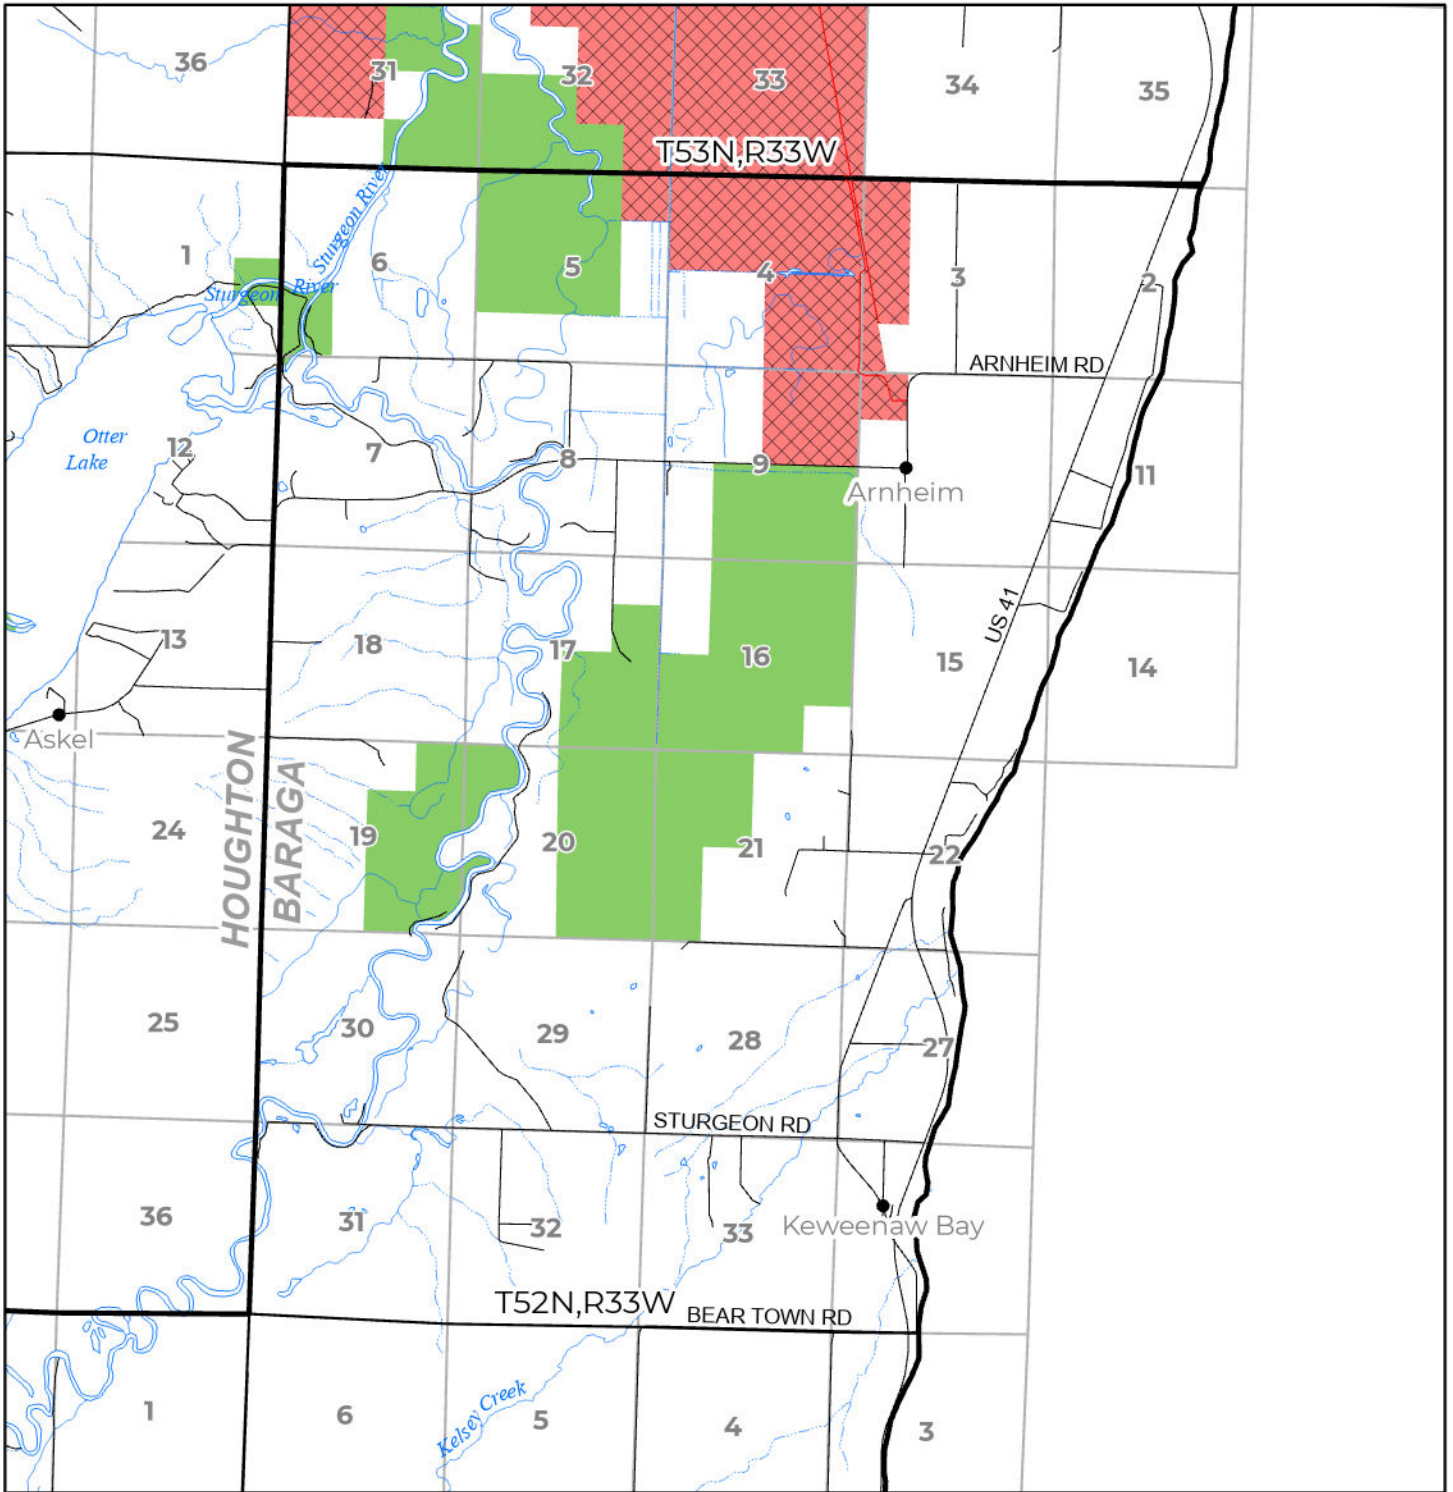 36
31
32
33
34
35
T53N,R33W
Sturgeon River
1
6
5
4
3
2
Sturgeon River
ARNHEIM RD
Otter
Lake
12
7
8
9
11
Arnheim
US 41
13
18
17
16
15
14
Askel
HOUGHTON
BARAGA
24
19
20
21
22
25
30
29
28
27
STURGEON RD
36
31
32
33
Keweenaw Bay
T52N,R33W
BEAR TOWN RD
1
6
Kelsey Creek
5
4
3